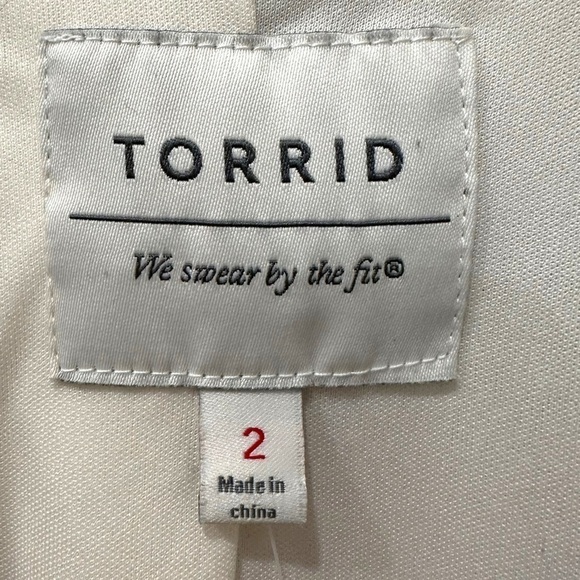 TORRID
We swear by the fit®
2
Made in
china